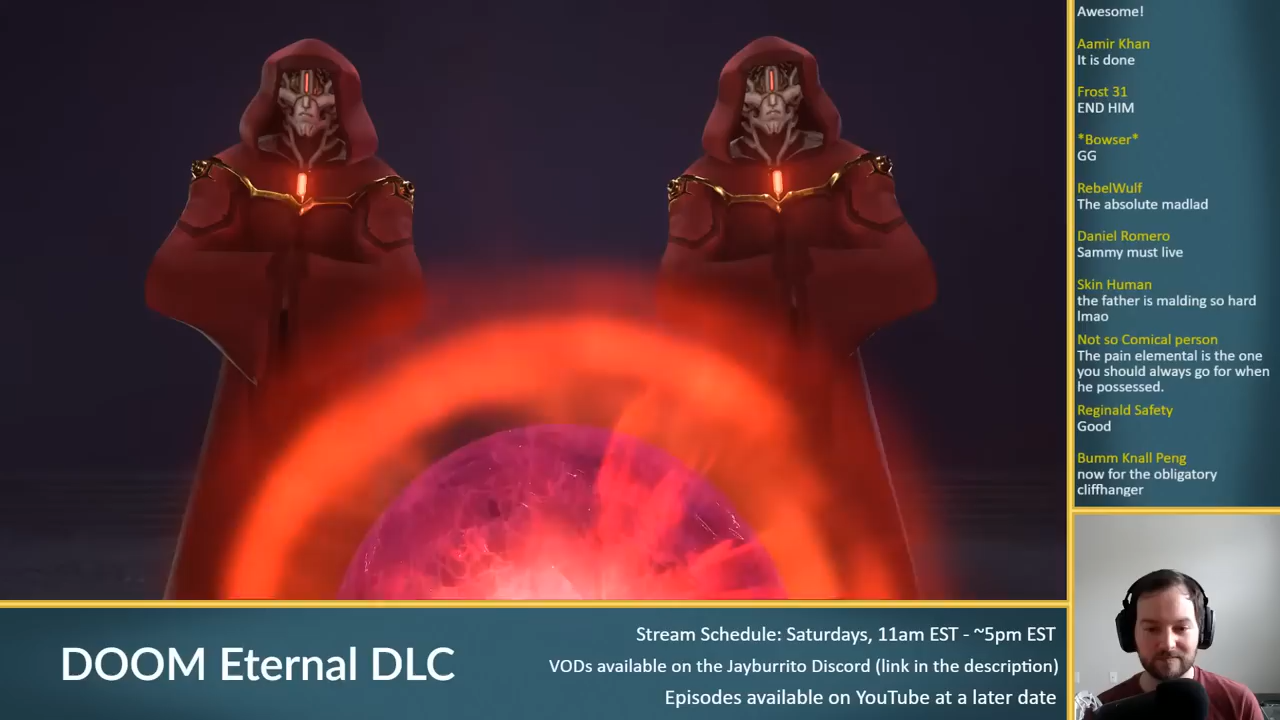 Awesome!
Aamir Khan
It is done
Frost 31
END HIM
*Bowser*
GG
RebelWulf
The absolute madlad
Daniel Romero
Sammy must live
Skin Human
the father is malding so hard
lmao
Not so Comical person
The pain elemental is the one
you should always go for when
he possessed.
Reginald Safety
Good
Bumm Knall Peng
now for the obligatory
cliffhanger
DOOM Eternal DLC
Stream Schedule: Saturdays, 11am EST - ~5pm EST
VODs available on the Jayburrito Discord (link in the description)
Episodes available on YouTube at a later date